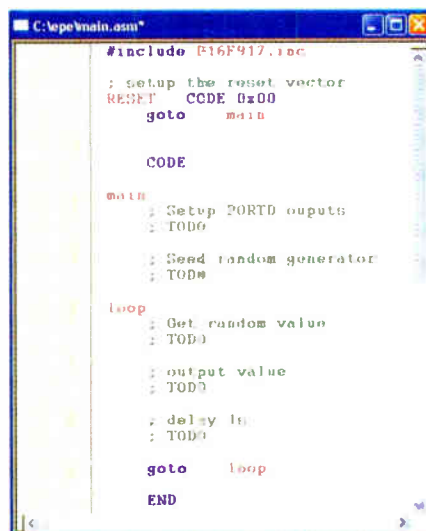 C:\epe\main.asm*
#include P16F917.inc
; setup the reset vector
RESET CODE 0x00
goto main
CODE
main
; Setup PORTD ouputs
; TODO
; Seed random generator
; TODO
loop
; Get random value
; TODO
; output value
; TODO
; delay 1s
; TODO
goto loop
END